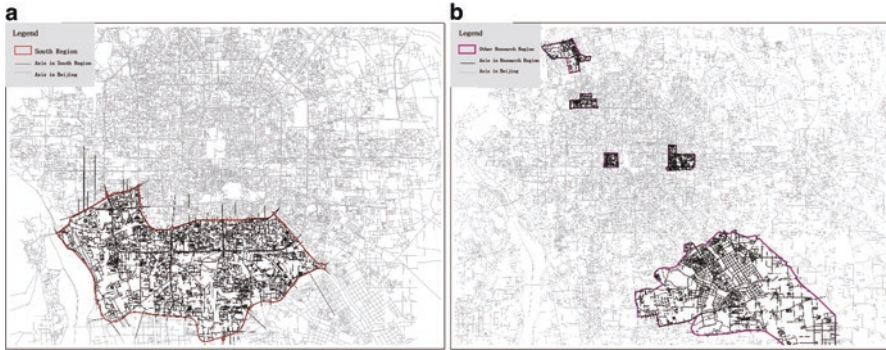 a
Legend
South Region
Axis in South Region
Axis in Beijing
b
Legend
Other Research Region
Axis in Research Region
Axis in Beijing